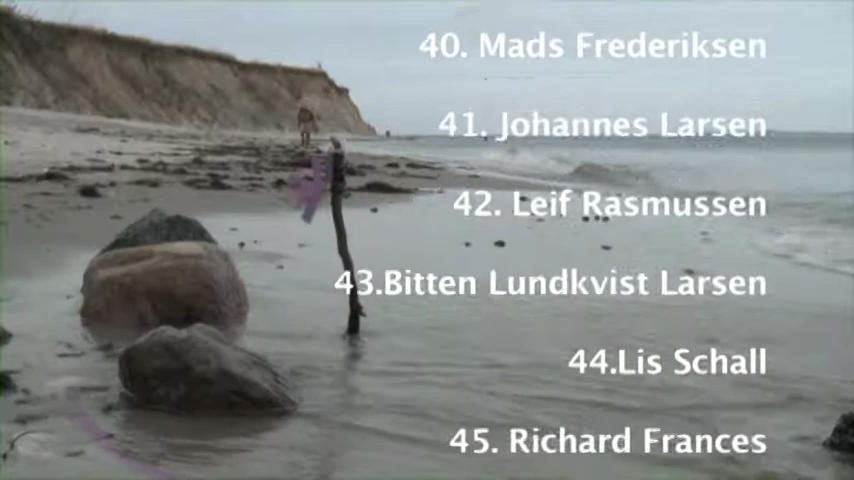 40. Mads Frederiksen
41. Johannes Larsen
42. Leif Rasmussen
43.Bitten Lundkvist Larsen
44.Lis Schall
45. Richard Frances